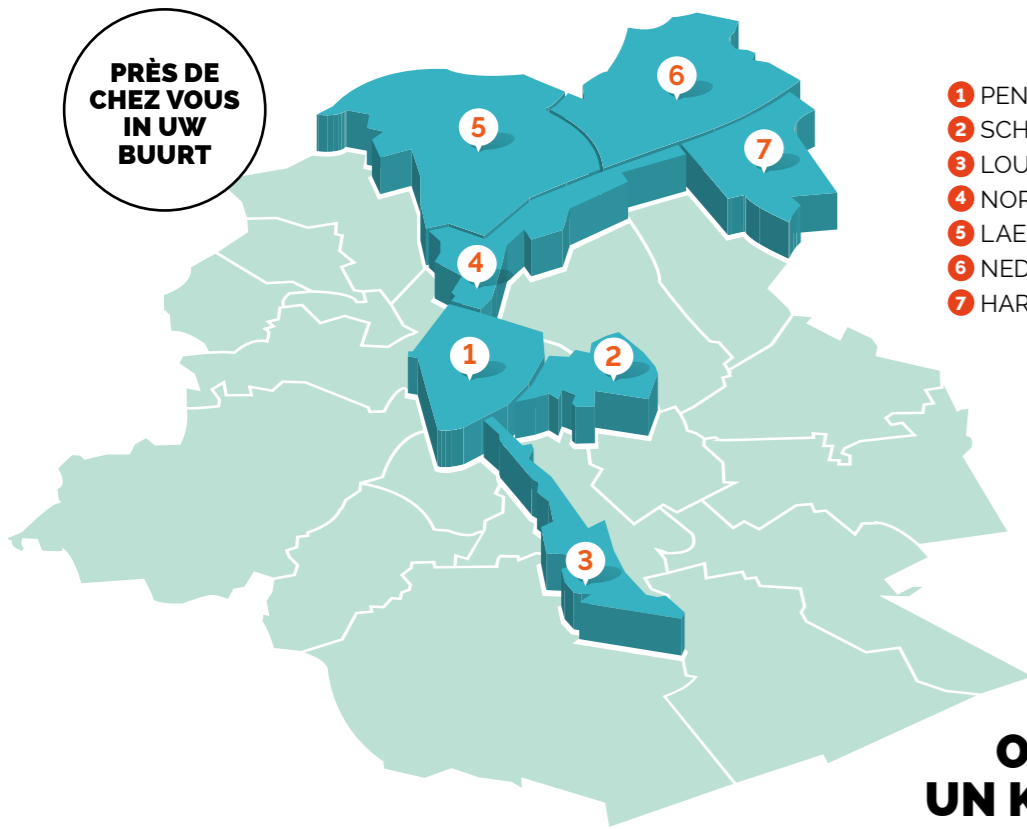 PRÈS DE
CHEZ VOUS
IN UW
BUURT
6
5
7
4
1
2
3
1 PEN
2 SCH
3 LOU
4 NOR
5 LAE
6 NED
7 HAR
O
UN K